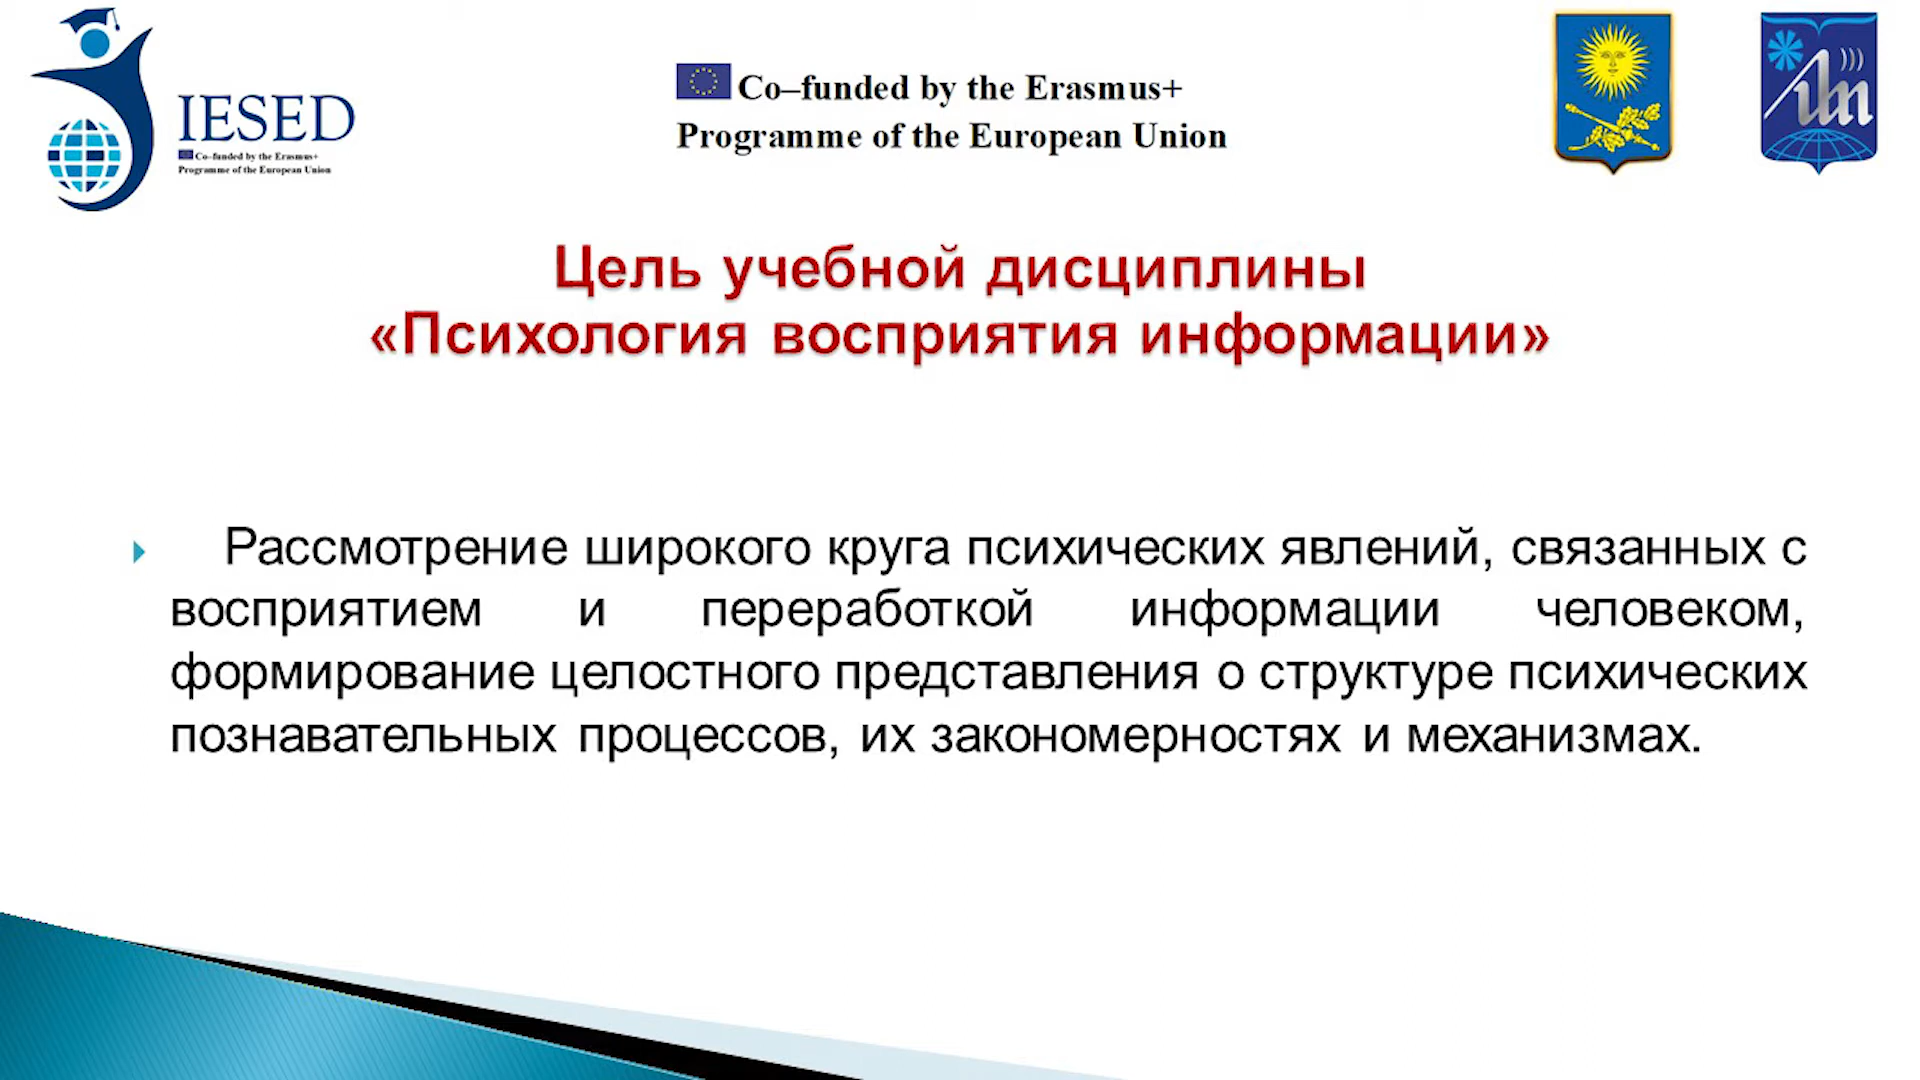 IESED
Co-funded by the Erasmus+
Programme of the European Union
Co–funded by the Erasmus+
Programme of the European Union
Цель учебной дисциплины
«Психология восприятия информации»
Рассмотрение широкого круга психических явлений, связанных с
восприятием и переработкой информации человеком,
формирование целостного представления о структуре психических
познавательных процессов, их закономерностях и механизмах.